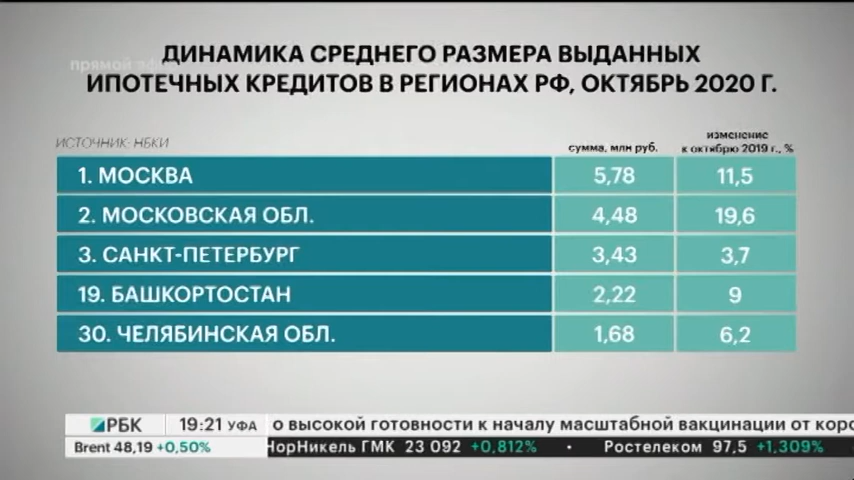 прямой эфир
ДИНАМИКА СРЕДНЕГО РАЗМЕРА ВЫДАННЫХ
ИПОТЕЧНЫХ КРЕДИТОВ В РЕГИОНАХ РФ, ОКТЯБРЬ 2020 Г.
ИСТОЧНИК: НБКИ
сумма, млн руб.
изменение
к октябрю 2019 г., %
1. МОСКВА 5,78 11,5
2. МОСКОВСКАЯ ОБЛ. 4,48 19,6
3. САНКТ-ПЕТЕРБУРГ 3,43 3,7
19. БАШКОРТОСТАН 2,22 9
30. ЧЕЛЯБИНСКАЯ ОБЛ. 1,68 6,2
РБК 19:21 УФА о высокой готовности к началу масштабной вакцинации от коро
Brent 48,19 +0,50% НорНикель ГМК 23 092 +0,812% • Ростелеком 97,5 +1,309%